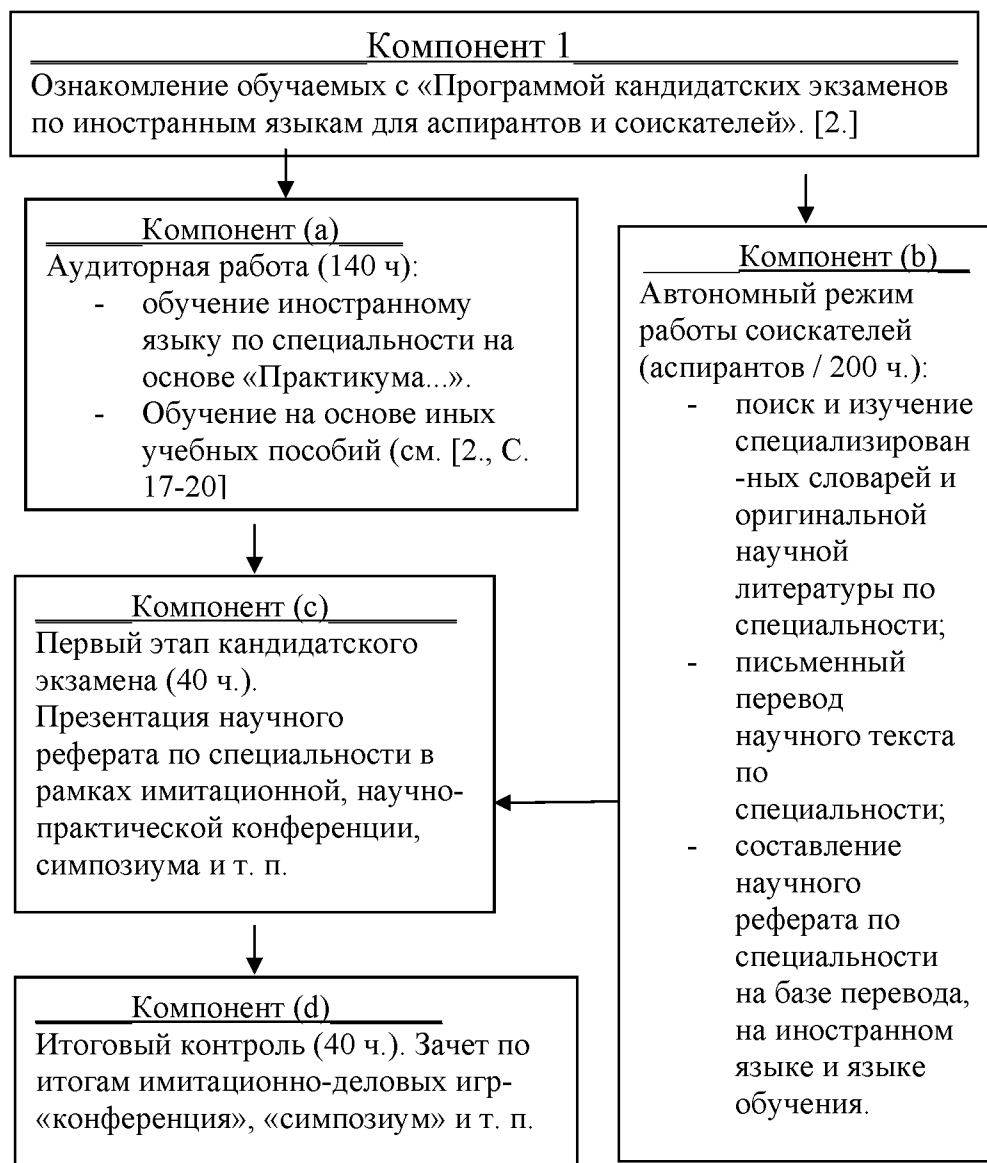 Компонент 1
Ознакомление обучаемых с «Программой кандидатских экзаменов
по иностранным языкам для аспирантов и соискателей». [2.]
Компонент (a)
Аудиторная работа (140 ч):
- обучение иностранному
языку по специальности на
основе «Практикума...».
- Обучение на основе иных
учебных пособий (см. [2., С.
17-20]
Компонент (b)
Автономный режим
работы соискателей
(аспирантов / 200 ч.):
- поиск и изучение
специализирован
-ных словарей и
оригинальной
научной
литературы по
специальности;
- письменный
перевод
научного текста
по
специальности;
- составление
научного
реферата по
специальности
на базе перевода,
на иностранном
языке и языке
обучения.
Компонент (c)
Первый этап кандидатского
экзамена (40 ч.).
Презентация научного
реферата по специальности в
рамках имитационной, научно-
практической конференции,
симпозиума и т. п.
Компонент (d)
Итоговый контроль (40 ч.). Зачет по
итогам имитационно-деловых игр-
«конференция», «симпозиум» и т. п.